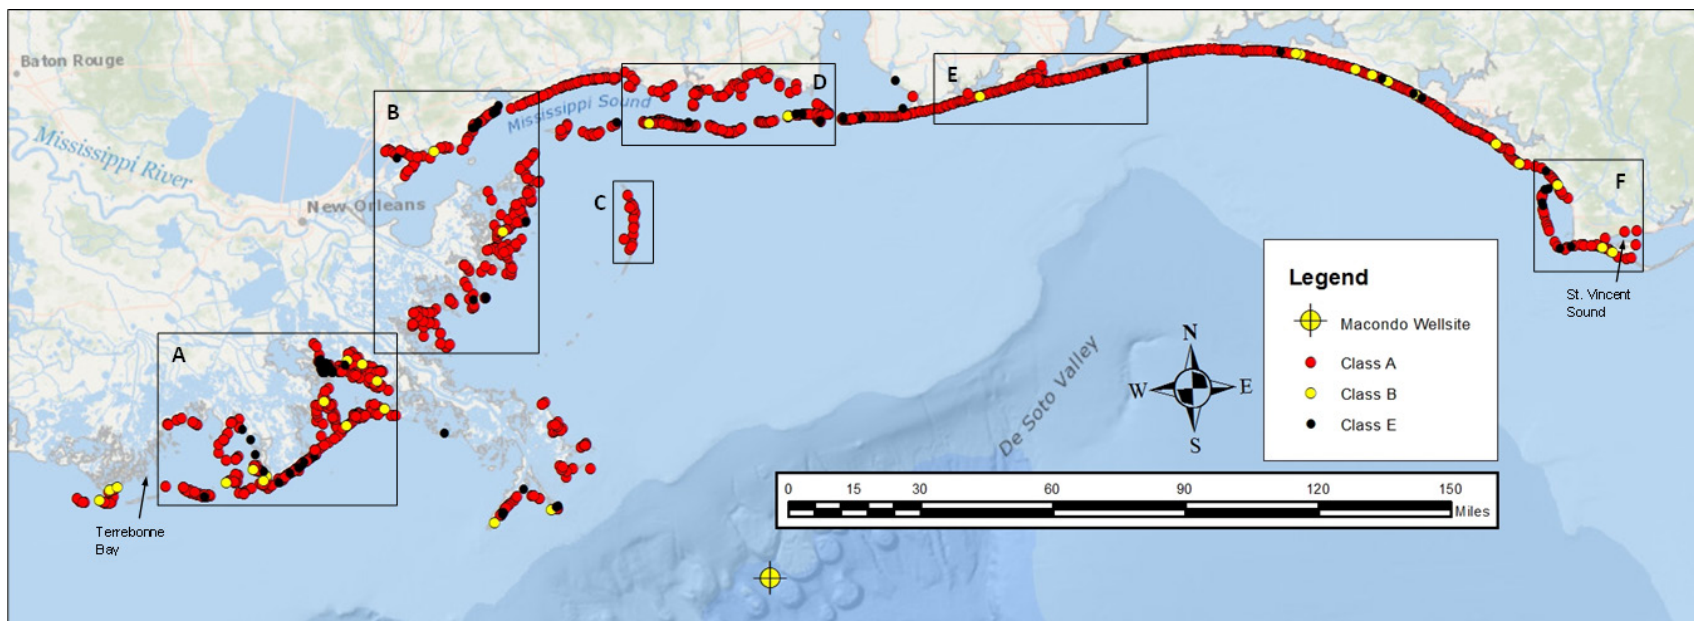 Baton Rouge
Mississippi River
New Orleans
Mississippi Sound
A
B
C
D
E
F
Terrebonne
Bay
De Soto Valley
St. Vincent
Sound
N
W
E
S
Legend
Macondo Wellsite
Class A
Class B
Class E
0 15 30 60 90 120 150
Miles